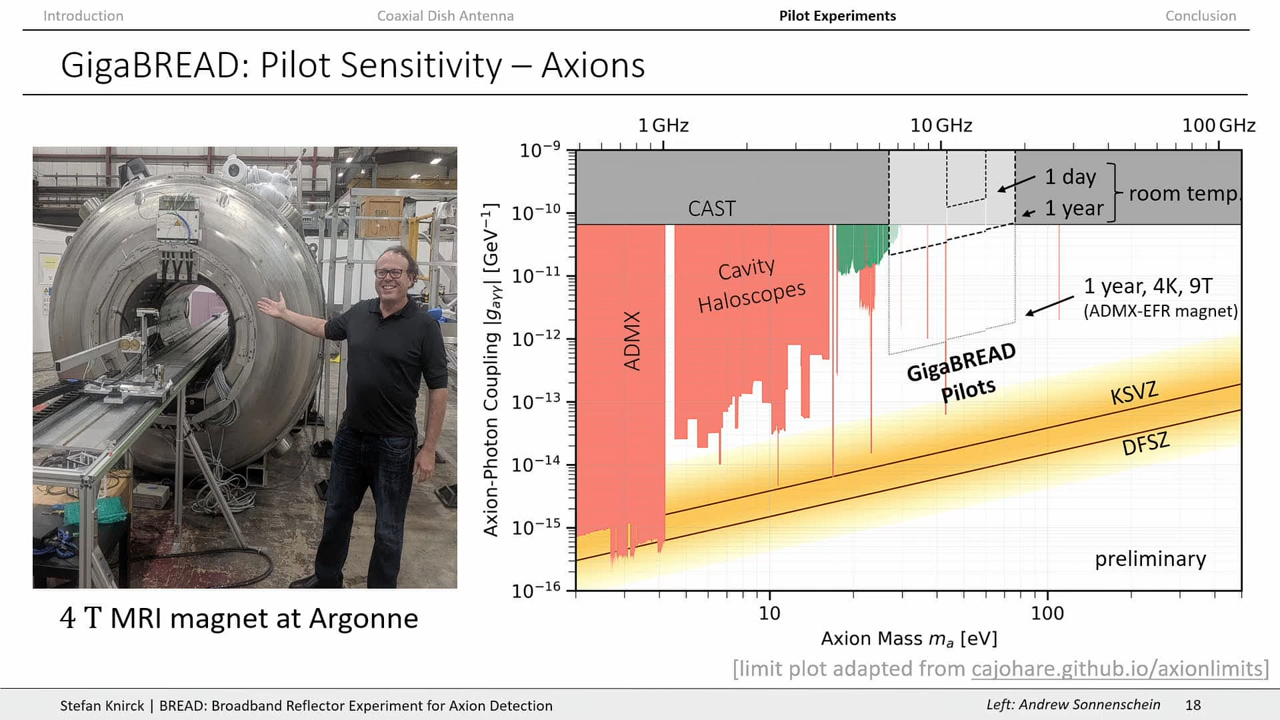 Introduction
Coaxial Dish Antenna
Pilot Experiments
Conclusion
GigaBREAD: Pilot Sensitivity – Axions
4 T MRI magnet at Argonne
1 GHz
10 GHz
100 GHz
Axion-Photon Coupling |g_aγγ| [GeV⁻¹]
10⁻⁹
10⁻¹⁰
10⁻¹¹
10⁻¹²
10⁻¹³
10⁻¹⁴
10⁻¹⁵
10⁻¹⁶
CAST
1 day
1 year
room temp.
ADMX
Cavity
Haloscopes
1 year, 4K, 9T
(ADMX-EFR magnet)
GigaBREAD
Pilots
KSVZ
DFSZ
preliminary
10
100
Axion Mass mₐ [eV]
[limit plot adapted from cajohare.github.io/axionlimits]
Stefan Knirck | BREAD: Broadband Reflector Experiment for Axion Detection
Left: Andrew Sonnenschein
18